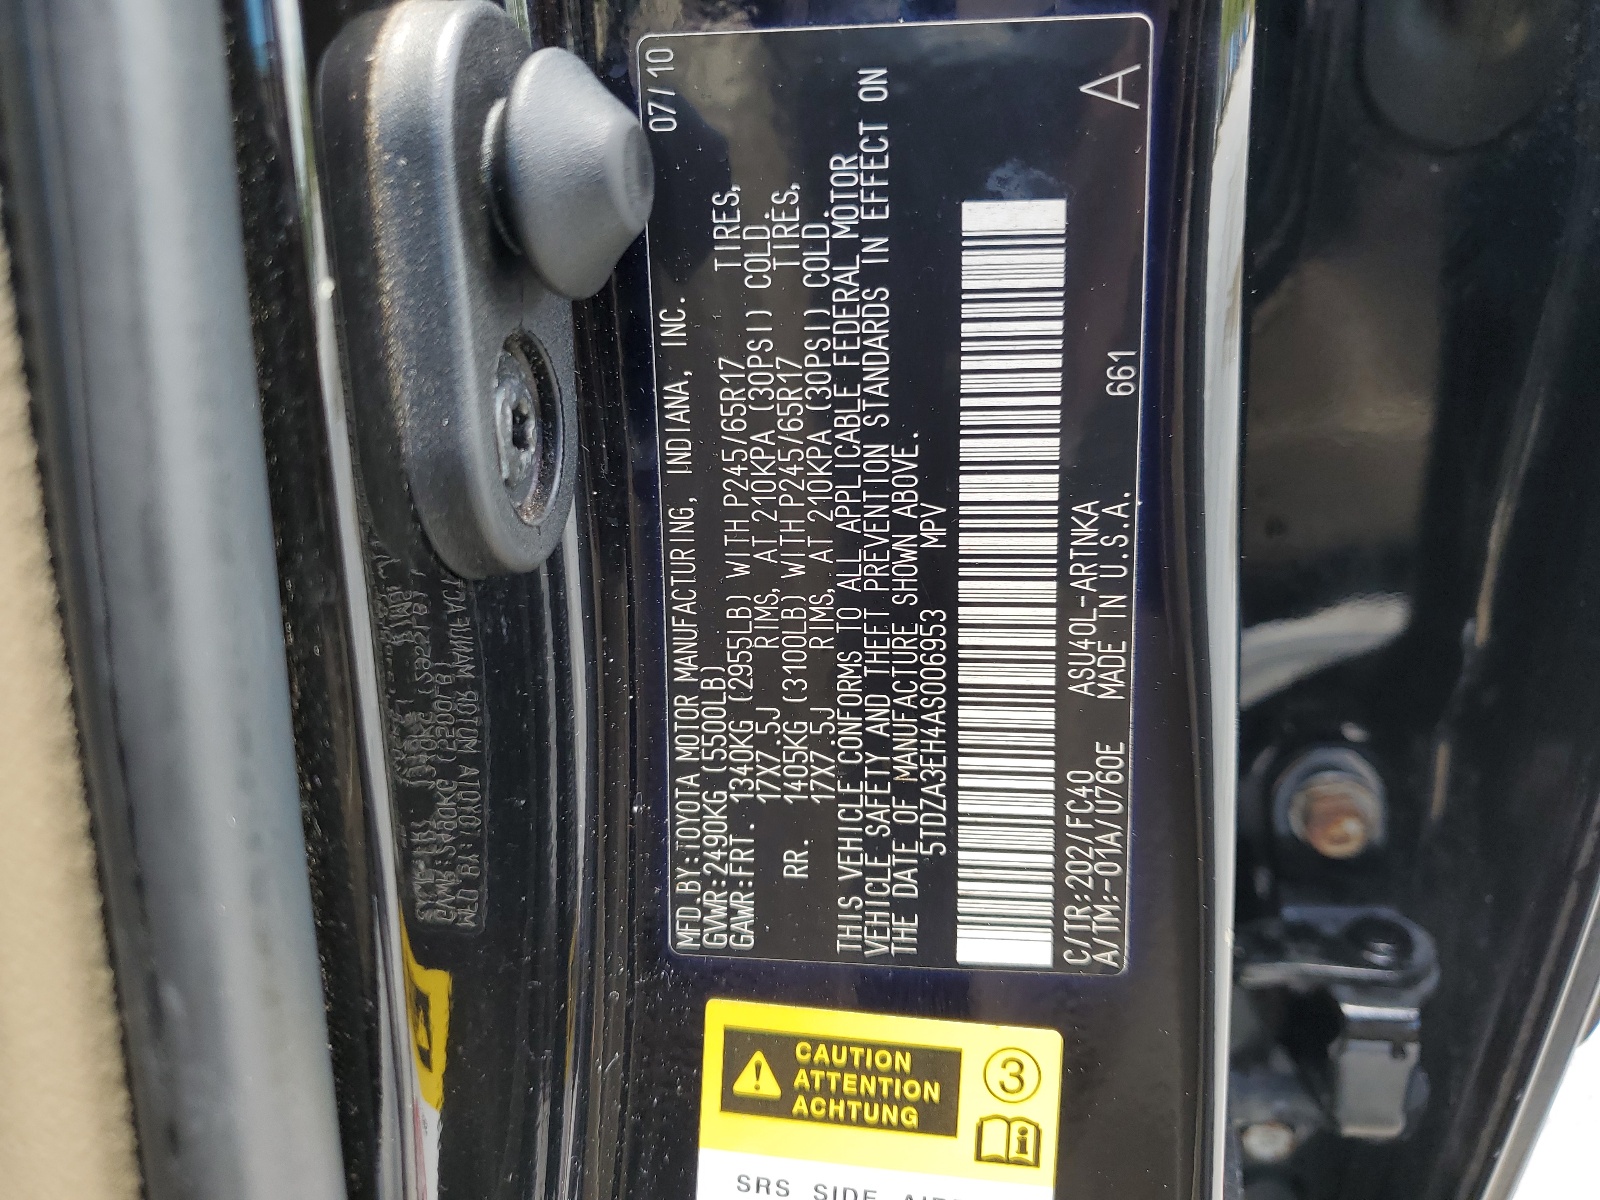 07/10
MFD.BY:TOYOTA MOTOR MANUFACTURING, INDIANA, INC.
GVWR:2490KG (5500LB)
GAWR:FRT. 1340KG (2955LB) WITH P245/65R17 TIRES,
17X7.5J RIMS, AT 210KPA (30PSI) COLD.
RR. 1405KG (3100LB) WITH P245/65R17 TIRES,
17X7.5J RIMS, AT 210KPA (30PSI) COLD.
THIS VEHICLE CONFORMS TO ALL APPLICABLE FEDERAL MOTOR
VEHICLE SAFETY AND THEFT PREVENTION STANDARDS IN EFFECT ON
THE DATE OF MANUFACTURE SHOWN ABOVE.
5TDZA3EH4AS006953 MPV
C/TR:202/FC40 ASU40L-ARTNKA 661
A/TM:-01A/U760E MADE IN U.S.A. A
CAUTION
ATTENTION
ACHTUNG
3
SRS SIDE